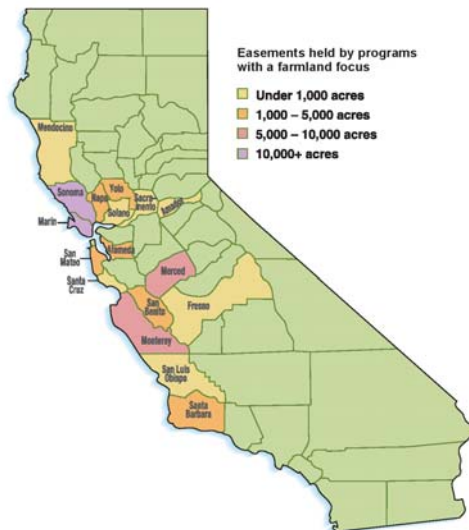 Easements held by programs
with a farmland focus
Under 1,000 acres
1,000 – 5,000 acres
5,000 – 10,000 acres
10,000+ acres
Mendocino
Sonoma
Napa
Yolo
Solano
Sacra-
mento
Amador
Marin
San
Mateo
Alameda
Santa
Cruz
Merced
San
Benito
Fresno
Monterey
San Luis
Obispo
Santa
Barbara